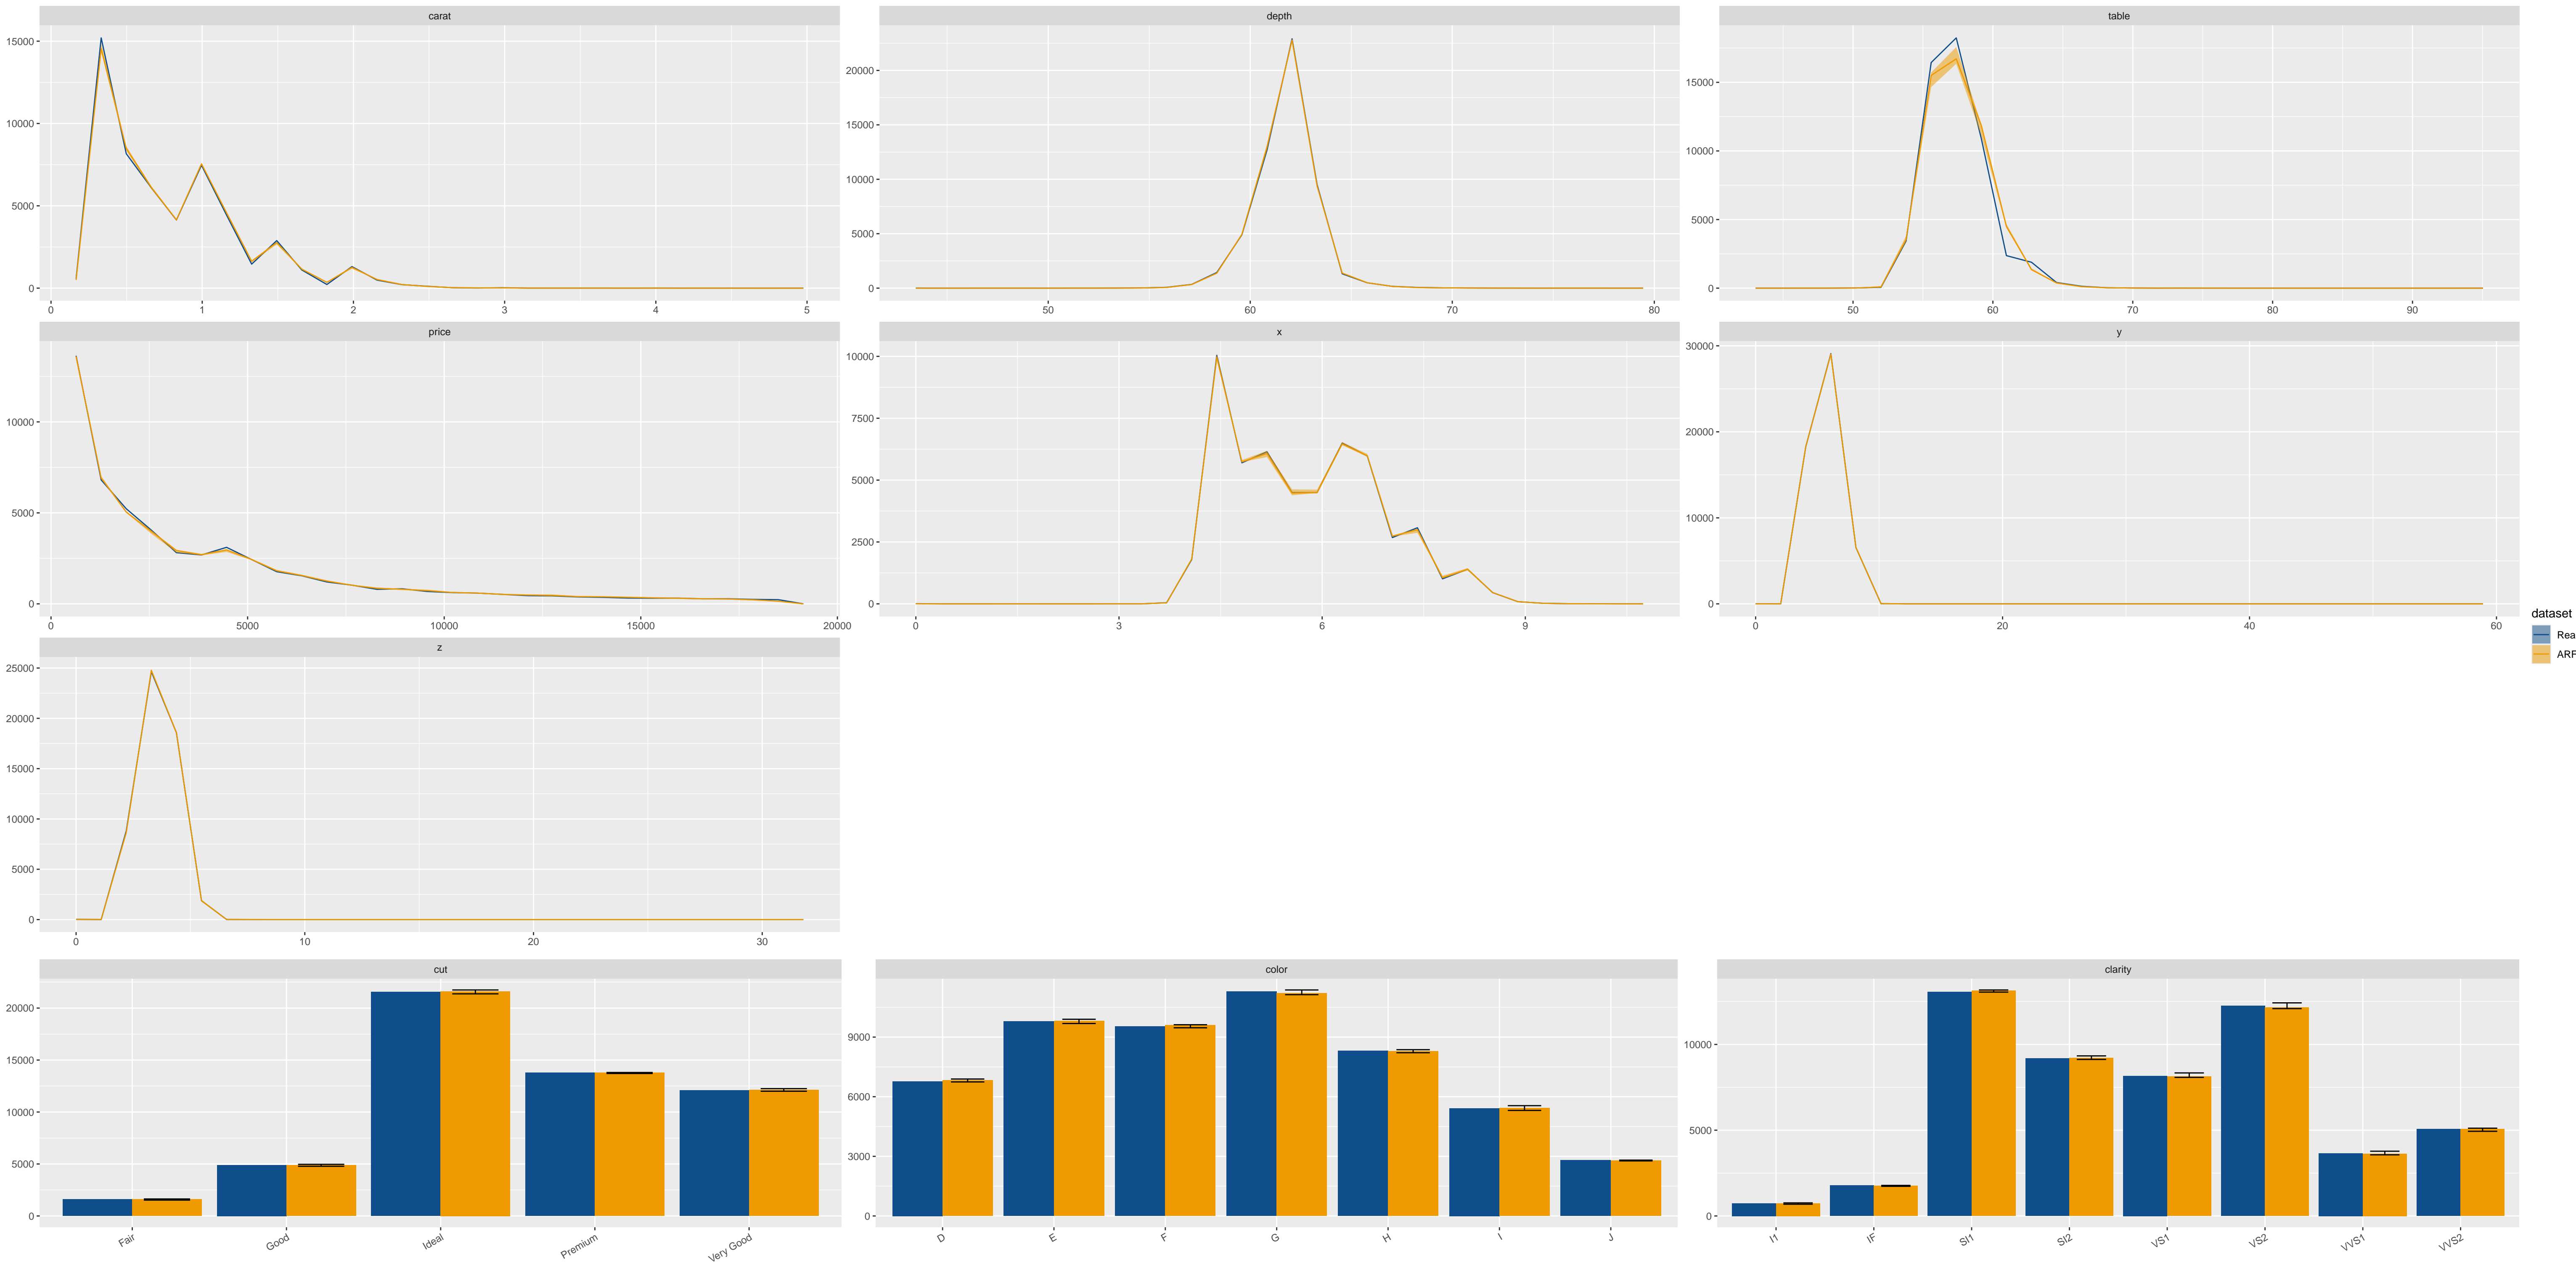 carat
depth
table
15000
10000
5000
0
0 1 2 3 4 5
20000
15000
10000
5000
0
50 60 70 80
15000
10000
5000
0
50 60 70 80 90
price
x
y
10000
5000
0
0 5000 10000 15000 20000
10000
7500
5000
2500
0
0 3 6 9
30000
20000
10000
0
0 20 40 60
dataset
Rea
ARF
z
25000
20000
15000
10000
5000
0
0 10 20 30
cut
color
clarity
20000
15000
10000
5000
0
Fair Good Ideal Premium Very Good
9000
6000
3000
0
D E F G H I J
10000
5000
0
I1 IF SI1 SI2 VS1 VS2 VVS1 VVS2